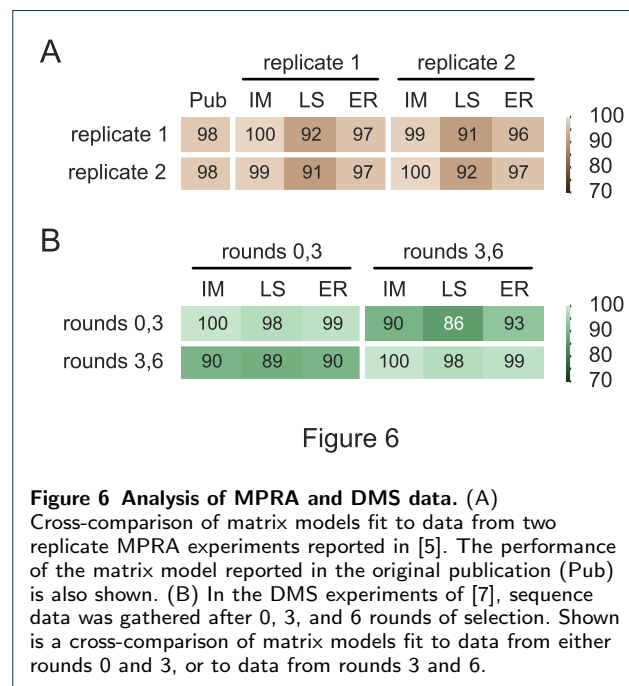 A
replicate 1 replicate 2
Pub IM LS ER IM LS ER
replicate 1 98 100 92 97 99 91 96
replicate 2 98 99 91 97 100 92 97
100
90
80
70
B
rounds 0,3 rounds 3,6
IM LS ER IM LS ER
rounds 0,3 100 98 99 90 86 93
rounds 3,6 90 89 90 100 98 99
100
90
80
70
Figure 6
Figure 6 Analysis of MPRA and DMS data. (A)
Cross-comparison of matrix models fit to data from two
replicate MPRA experiments reported in [5]. The performance
of the matrix model reported in the original publication (Pub)
is also shown. (B) In the DMS experiments of [7], sequence
data was gathered after 0, 3, and 6 rounds of selection. Shown
is a cross-comparison of matrix models fit to data from either
rounds 0 and 3, or to data from rounds 3 and 6.